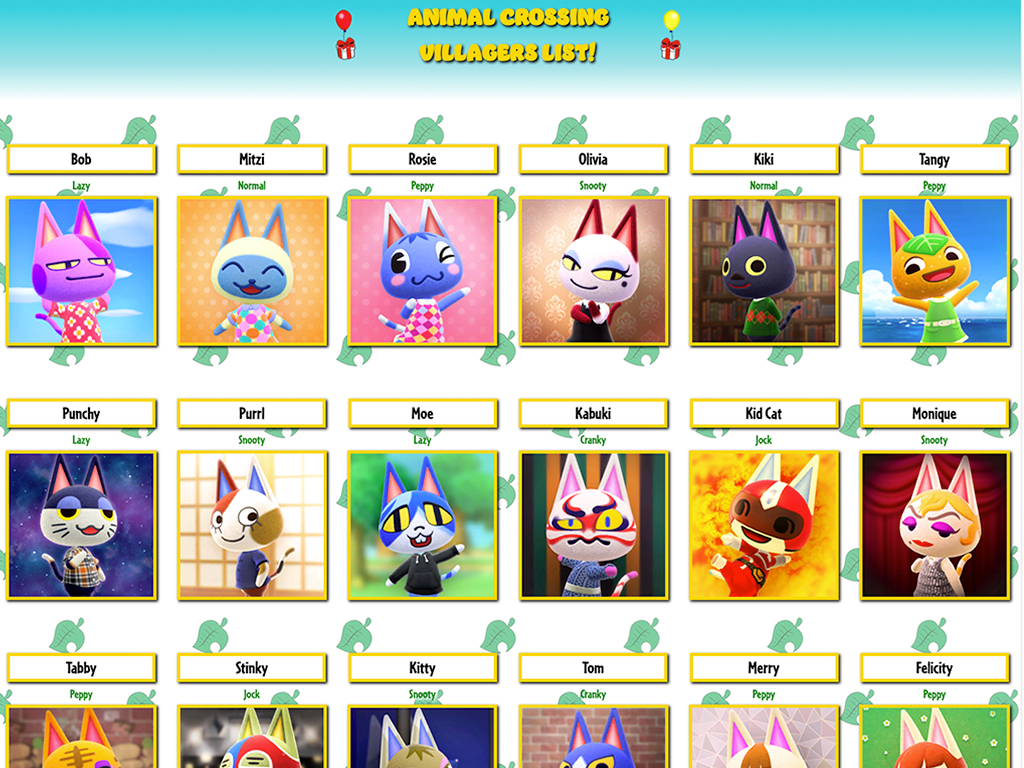 ANIMAL CROSSING
VILLAGERS LIST!
Bob
Mitzi
Rosie
Olivia
Kiki
Tangy
Lazy
Normal
Peppy
Snooty
Normal
Peppy
Punchy
Purrl
Moe
Kabuki
Kid Cat
Monique
Lazy
Snooty
Lazy
Cranky
Jock
Snooty
Tabby
Stinky
Kitty
Tom
Merry
Felicity
Peppy
Jock
Snooty
Cranky
Peppy
Peppy